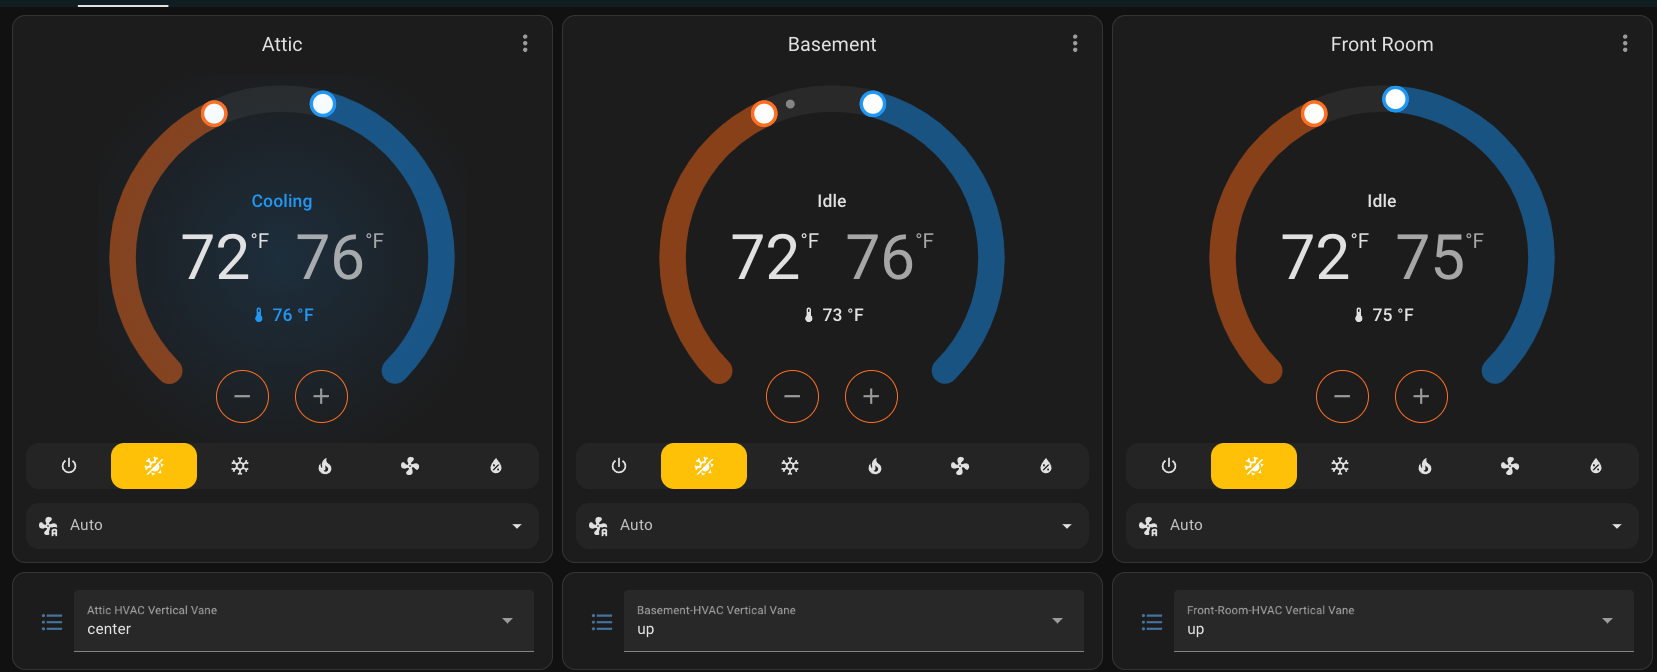 Attic
Cooling
72 °F 76 °F
76 °F
Auto
Attic HVAC Vertical Vane
center
Basement
Idle
72 °F 76 °F
73 °F
Auto
Basement-HVAC Vertical Vane
up
Front Room
Idle
72 °F 75 °F
75 °F
Auto
Front-Room-HVAC Vertical Vane
up